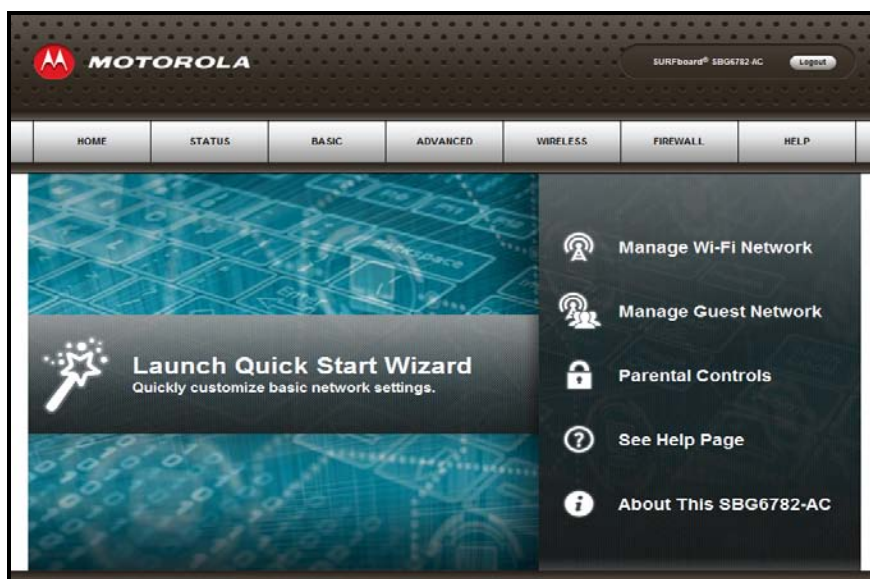 MOTOROLA
SURFboard® SBG6782-AC
Logout
HOME
STATUS
BASIC
ADVANCED
WIRELESS
FIREWALL
HELP
Launch Quick Start Wizard
Quickly customize basic network settings.
Manage Wi-Fi Network
Manage Guest Network
Parental Controls
See Help Page
About This SBG6782-AC